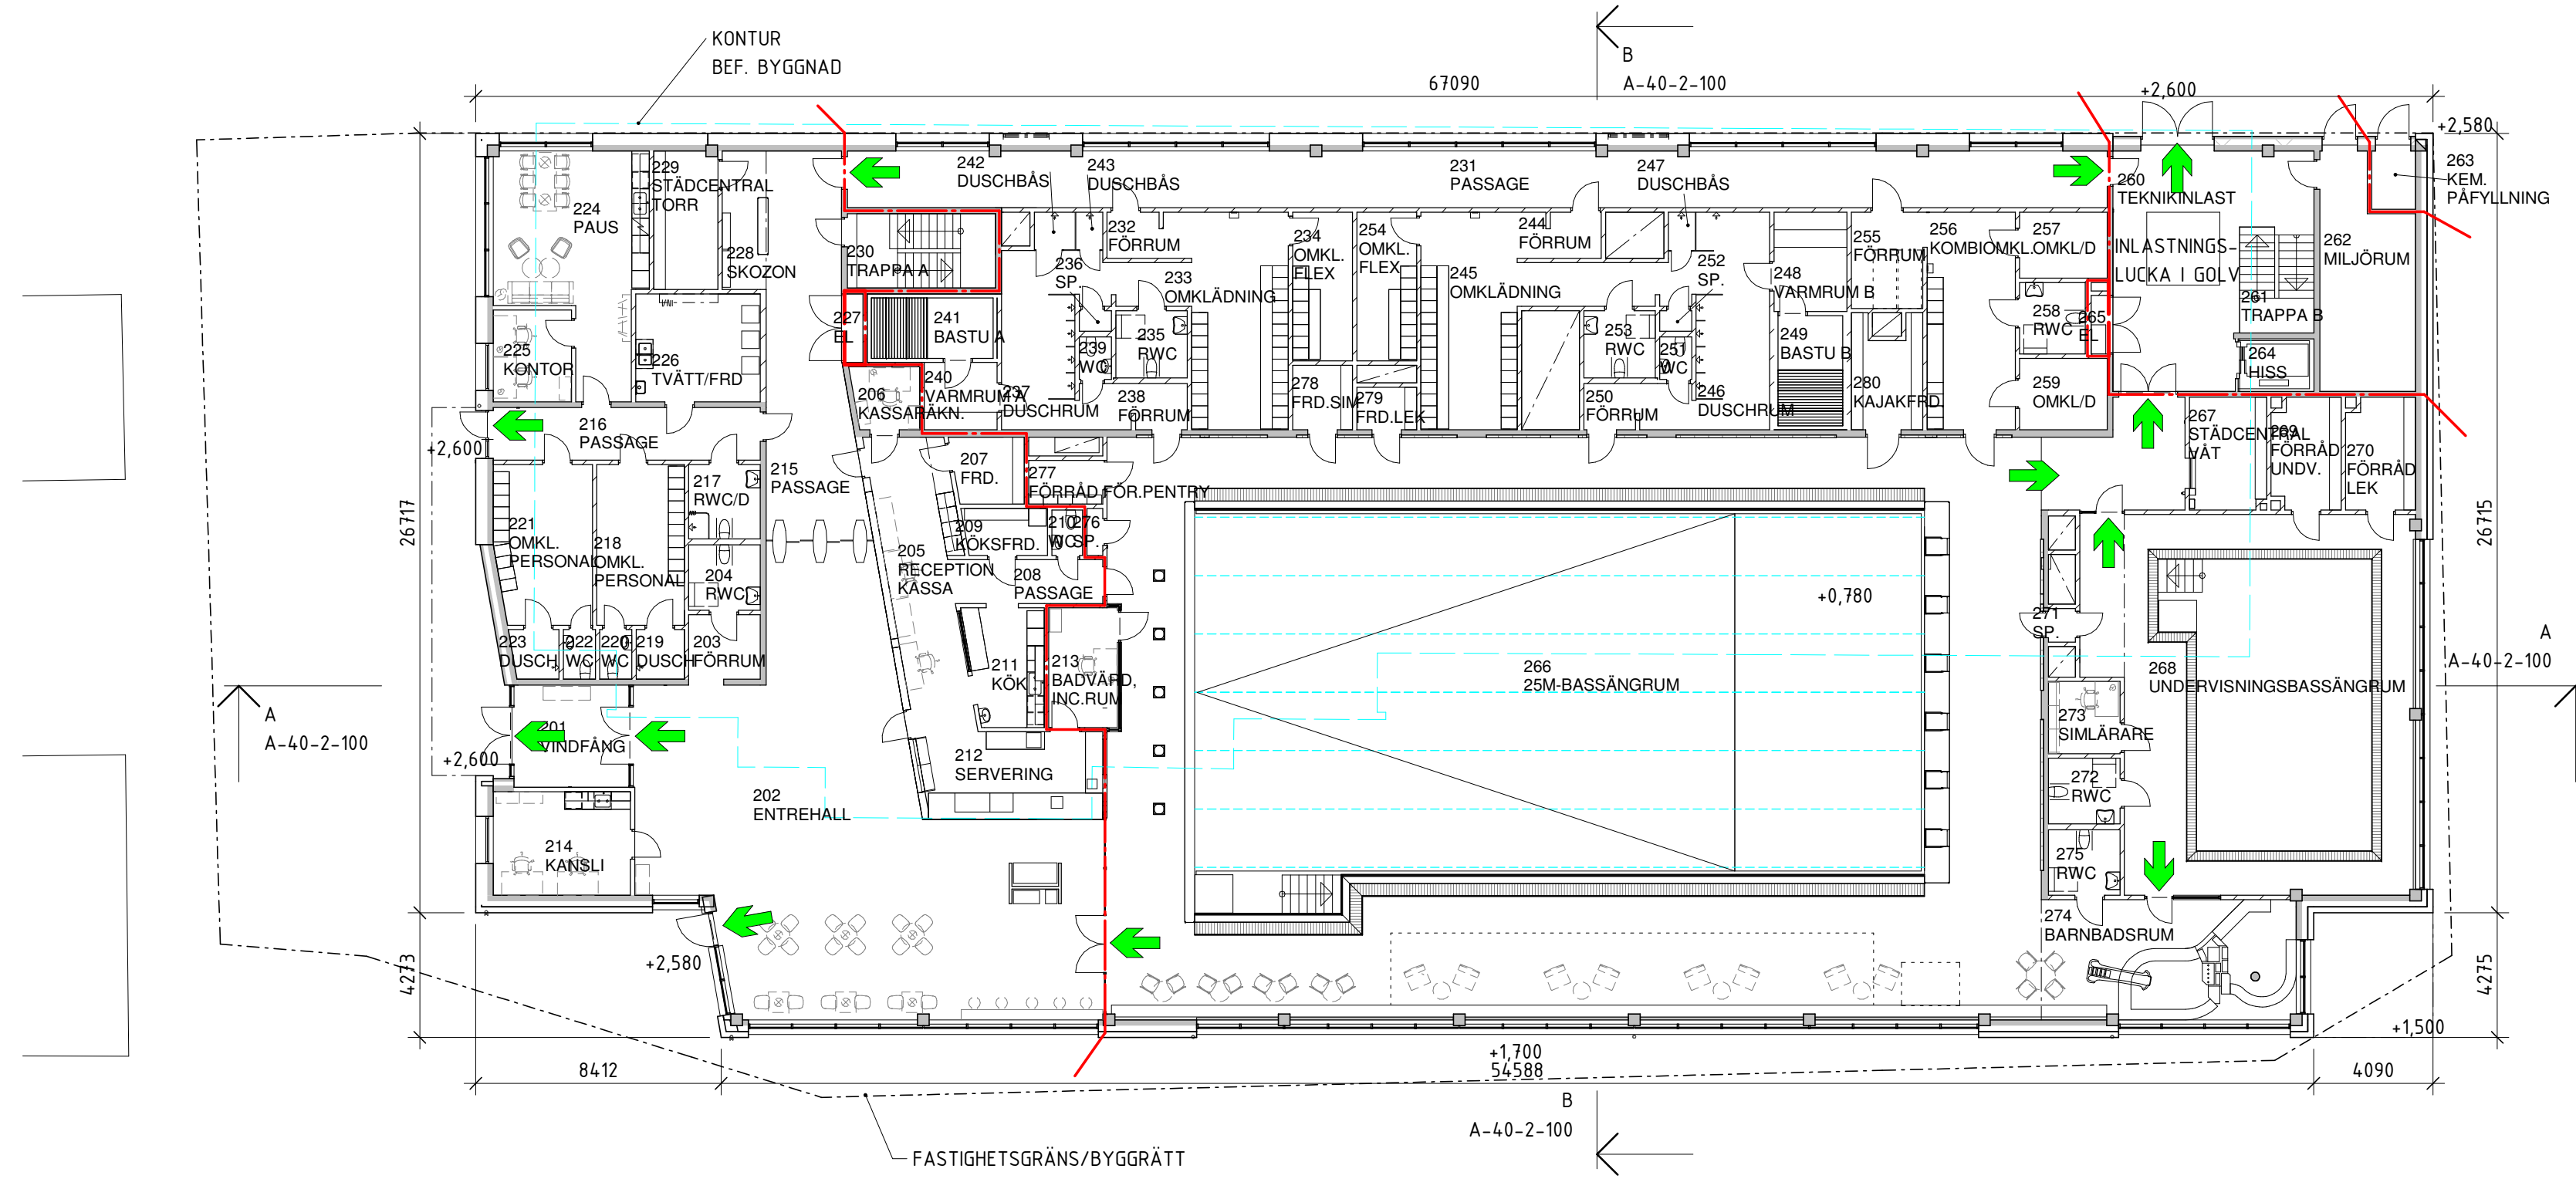 KONTUR
BEF. BYGGNAD
67090
B
A-40-2-100
+2,600
+2,580
229
STÄDCENTRAL
TORR
224
PAUS
228
SKOZON
242
DUSCHBÅS
243
DUSCHBÅS
231
PASSAGE
247
DUSCHBÅS
260
TEKNIKINLAST
263
KEM.
PÅFYLLNING
230
TRAPPA A
232
FÖRRUM
234
OMKL.
FLEX
254
OMKL.
FLEX
244
FÖRRUM
255
FÖRRUM
256
KOMBIOMKL.
257
OMKL/D
INLASTNINGS-
LUCKA I GOLV
262
MILJÖRUM
236
SP.
233
OMKLÄDNING
245
OMKLÄDNING
252
SP.
248
VARMRUM B
261
TRAPPA B
227
EL
241
BASTU A
239
WC
235
RWC
253
RWC
251
WC
249
BASTU B
258
RWC
265
EL
264
HISS
225
KONTOR
226
TVÄTT/FRD
206
KASSARÄKN.
240
VARMRUM A
237
DUSCHRUM
238
FÖRRUM
278
FRD.SIM
279
FRD.LEK
250
FÖRRUM
246
DUSCHRUM
280
KAJAKFRD.
259
OMKL/D
216
PASSAGE
+2,600
26717
217
RWC/D
215
PASSAGE
207
FRD.
277
FÖRRÅD FÖR.PENTRY
267
STÄDCENTRAL
VÅT
269
FÖRRÅD
UNDV.
270
FÖRRÅD
LEK
26715
221
OMKL.
PERSONAL
218
OMKL.
PERSONAL
204
RWC
205
RECEPTION
KASSA
209
KÖKSFRD.
210
WC
276
SP.
208
PASSAGE
+0,780
271
SP.
223
DUSCH
222
WC
220
WC
219
DUSCH
203
FÖRRUM
211
KÖK
213
BADVÄRD,
INC.RUM
266
25M-BASSÄNGRUM
268
UNDERVISNINGSBASSÄNGRUM
A
A-40-2-100
A
A-40-2-100
201
VINDFÅNG
+2,600
212
SERVERING
273
SIMLÄRARE
272
RWC
202
ENTREHALL
214
KANSLI
275
RWC
274
BARNBADSRUM
4273
+2,580
4275
+1,500
8412
+1,700
54588
4090
B
A-40-2-100
FASTIGHETSGRÄNS/BYGGRÄTT